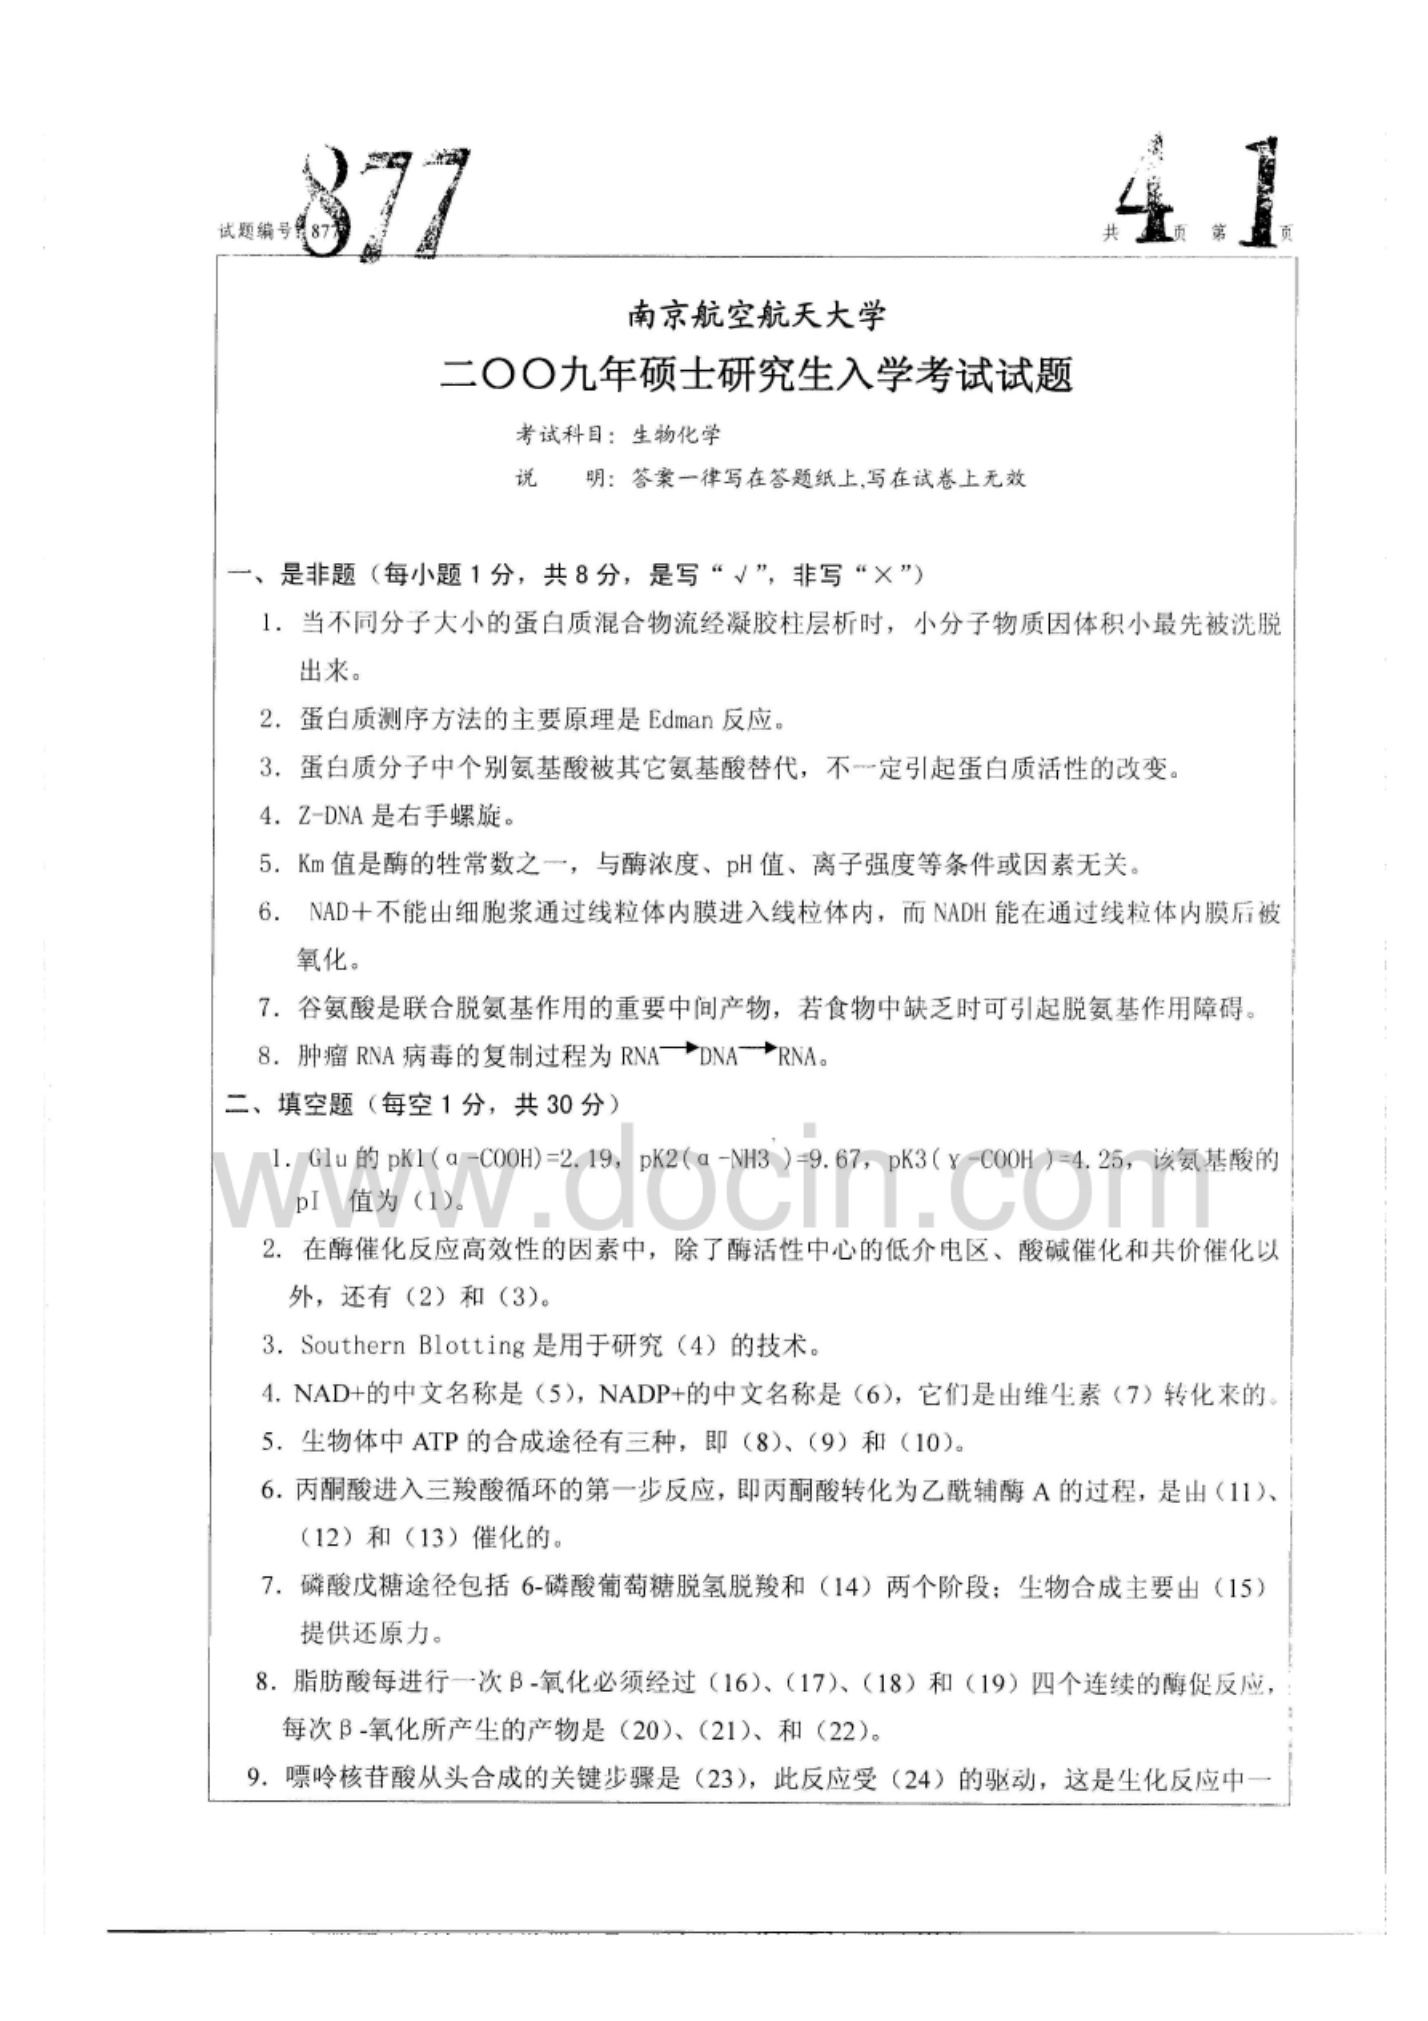 877
4 1
试题编号:877
共 页 第 页
南京航空航天大学
二〇〇九年硕士研究生入学考试试题
考试科目：生物化学
说 明：答案一律写在答题纸上,写在试卷上无效
一、是非题（每小题 1 分，共 8 分，是写“√”，非写“×”）
1. 当不同分子大小的蛋白质混合物流经凝胶柱层析时，小分子物质因体积小最先被洗脱
出来。
2. 蛋白质测序方法的主要原理是 Edman 反应。
3. 蛋白质分子中个别氨基酸被其它氨基酸替代，不一定引起蛋白质活性的改变。
4. Z-DNA 是右手螺旋。
5. Km 值是酶的牲常数之一，与酶浓度、pH 值、离子强度等条件或因素无关。
6. NAD＋不能由细胞浆通过线粒体内膜进入线粒体内，而 NADH 能在通过线粒体内膜后被
氧化。
7. 谷氨酸是联合脱氨基作用的重要中间产物，若食物中缺乏时可引起脱氨基作用障碍。
8. 肿瘤 RNA 病毒的复制过程为 RNA→DNA→RNA。
二、填空题（每空 1 分，共 30 分）
1. Glu 的 pK1(α-COOH)=2.19, pK2(α-NH3)=9.67, pK3(γ-COOH)=4.25, 该氨基酸的
pI 值为（1）。
www.docin.com
2. 在酶催化反应高效性的因素中，除了酶活性中心的低介电区、酸碱催化和共价催化以
外，还有（2）和（3）。
3. Southern Blotting 是用于研究（4）的技术。
4. NAD+的中文名称是（5），NADP+的中文名称是（6），它们是由维生素（7）转化来的。
5. 生物体中 ATP 的合成途径有三种，即（8）、（9）和（10）。
6. 丙酮酸进入三羧酸循环的第一步反应，即丙酮酸转化为乙酰辅酶 A 的过程，是由（11）、
（12）和（13）催化的。
7. 磷酸戊糖途径包括 6-磷酸葡萄糖脱氢脱羧和（14）两个阶段；生物合成主要由（15）
提供还原力。
8. 脂肪酸每进行一次β-氧化必须经过（16）、（17）、（18）和（19）四个连续的酶促反应，
每次β-氧化所产生的产物是（20）、（21）、和（22）。
9. 嘌呤核苷酸从头合成的关键步骤是（23），此反应受（24）的驱动，这是生化反应中一